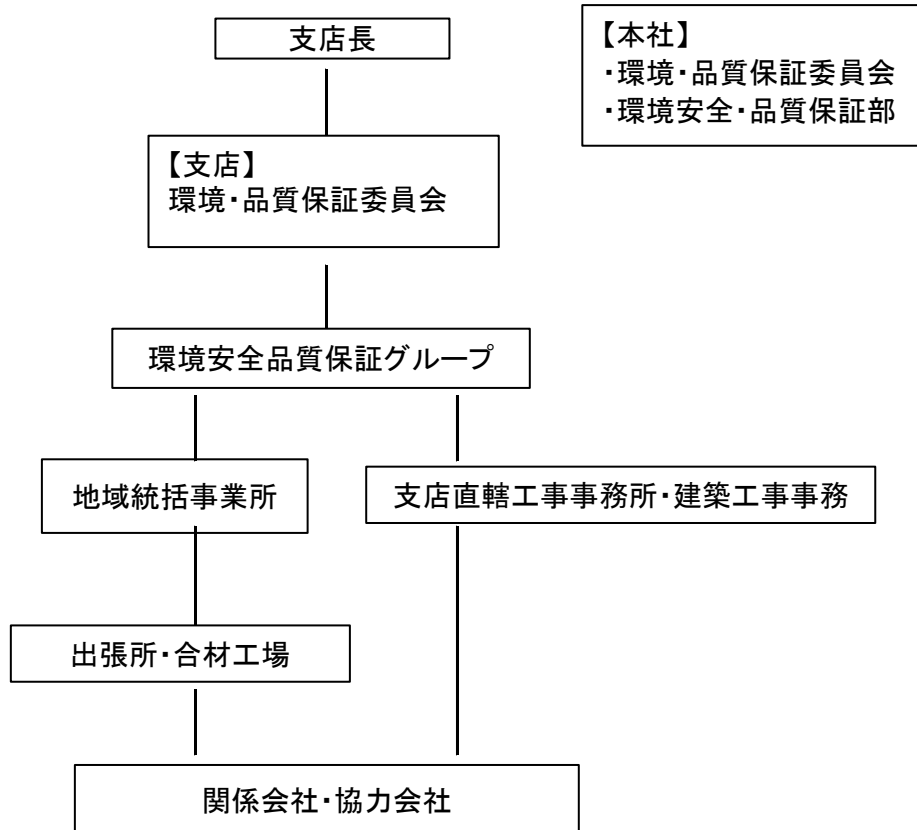 支店長
【本社】
・環境・品質保証委員会
・環境安全・品質保証部
【支店】
環境・品質保証委員会
環境安全品質保証グループ
地域統括事業所
支店直轄工事事務所・建築工事事務
出張所・合材工場
関係会社・協力会社